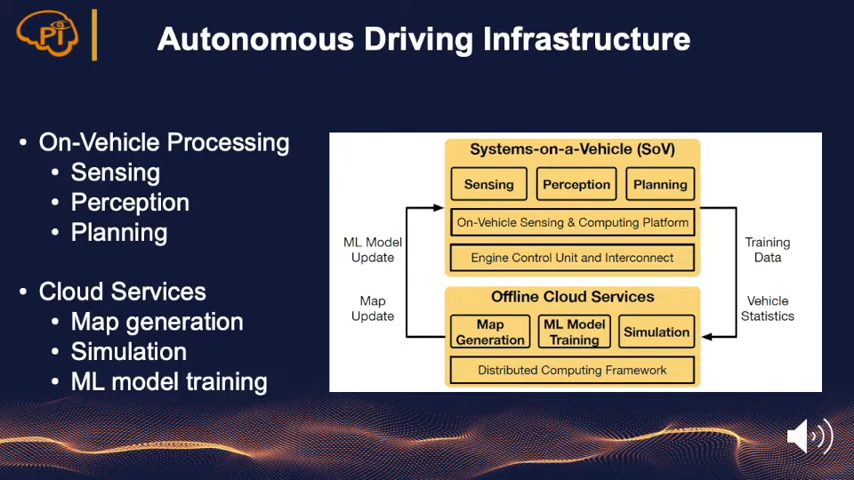 PI
Autonomous Driving Infrastructure
• On-Vehicle Processing
• Sensing
• Perception
• Planning
• Cloud Services
• Map generation
• Simulation
• ML model training
Systems-on-a-Vehicle (SoV)
Sensing Perception Planning
On-Vehicle Sensing & Computing Platform
Engine Control Unit and Interconnect
ML Model
Update
Map
Update
Training
Data
Vehicle
Statistics
Offline Cloud Services
Map
Generation
ML Model
Training
Simulation
Distributed Computing Framework